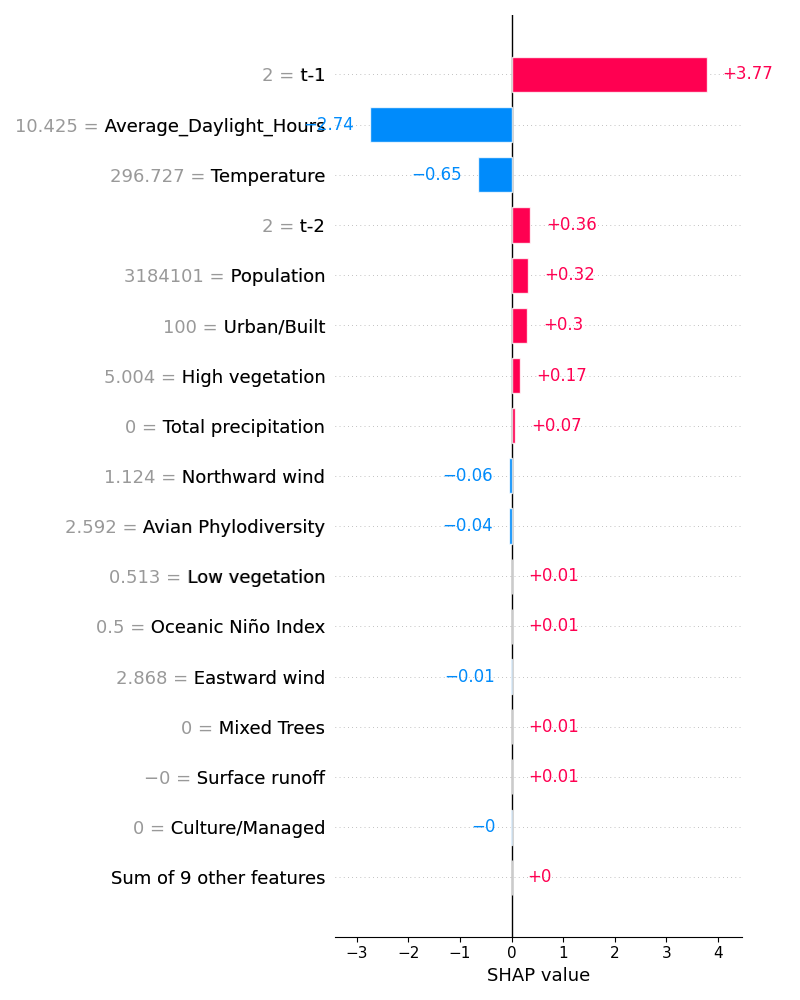 2 = t-1 +3.77
10.425 = Average_Daylight_Hours −2.74
296.727 = Temperature −0.65
2 = t-2 +0.36
3184101 = Population +0.32
100 = Urban/Built +0.3
5.004 = High vegetation +0.17
0 = Total precipitation +0.07
1.124 = Northward wind −0.06
2.592 = Avian Phylodiversity −0.04
0.513 = Low vegetation +0.01
0.5 = Oceanic Niño Index +0.01
2.868 = Eastward wind −0.01
0 = Mixed Trees +0.01
−0 = Surface runoff +0.01
0 = Culture/Managed −0
Sum of 9 other features +0
−3 −2 −1 0 1 2 3 4
SHAP value